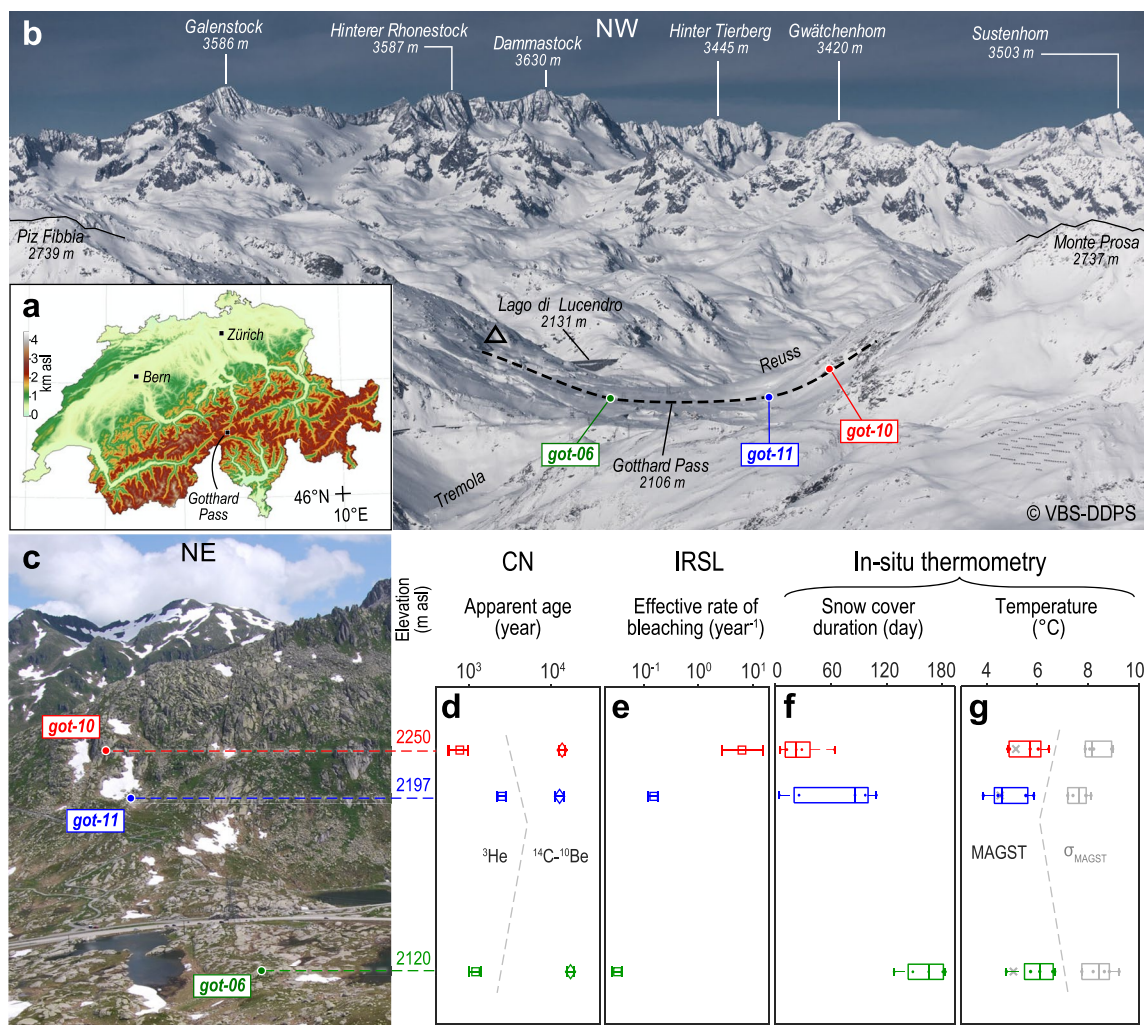 b
NW
Galenstock
3586 m
Hinterer Rhonestock
3587 m
Dammastock
3630 m
Hinter Tierberg
3445 m
Gwätchenhorn
3420 m
Sustenhorn
3503 m
Piz Fibbia
2739 m
Monte Prosa
2737 m
Lago di Lucendro
2131 m
Reuss
got-06
got-11
got-10
Gotthard Pass
2106 m
Tremola
© VBS-DDPS
a
km asl
4
3
2
1
0
Zürich
Bern
Gotthard
Pass
46°N
10°E
c
NE
got-10
got-11
got-06
Elevation
(m asl)
2250
2197
2120
CN
Apparent age
(year)
10³
10⁴
d
³He
¹⁴C-¹⁰Be
IRSL
Effective rate of
bleaching (year⁻¹)
10⁻¹
10⁰
10¹
e
In-situ thermometry
Snow cover
duration (day)
0
60
120
180
f
Temperature
(°C)
4
6
8
10
g
MAGST
σMAGST